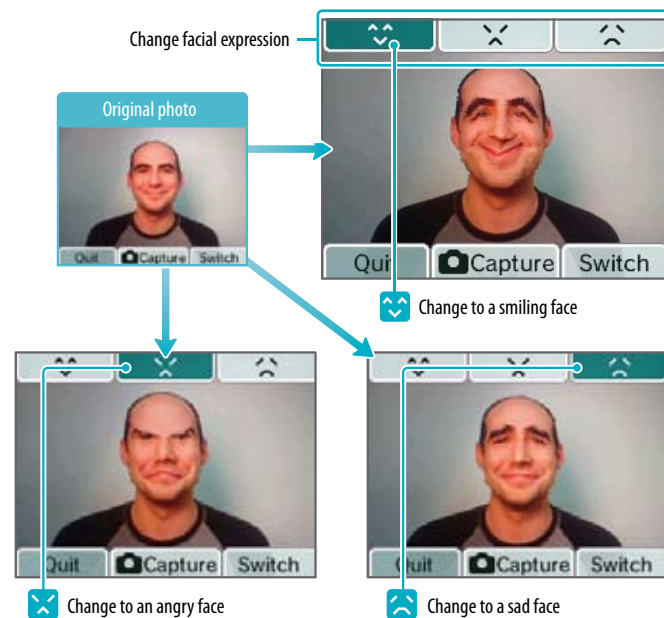 Change facial expression
Original photo
Quit Capture Switch
Quit Capture Switch
Change to a smiling face
Quit Capture Switch
Quit Capture Switch
Change to an angry face
Change to a sad face